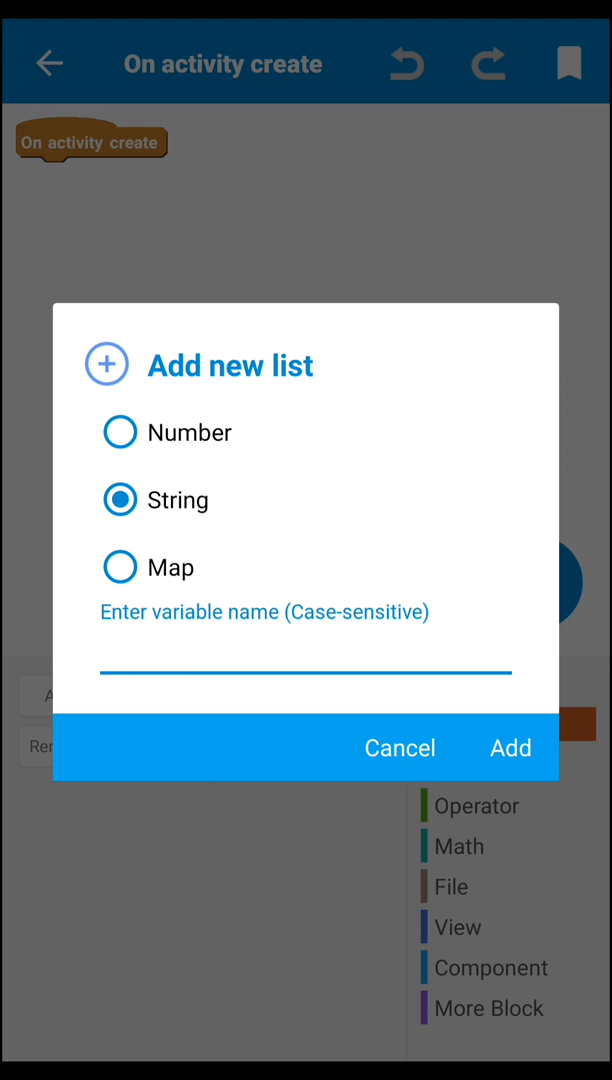 On activity create
On activity create
Add new list
Number
String
Map
Enter variable name (Case-sensitive)
Cancel
Add
Operator
Math
File
View
Component
More Block